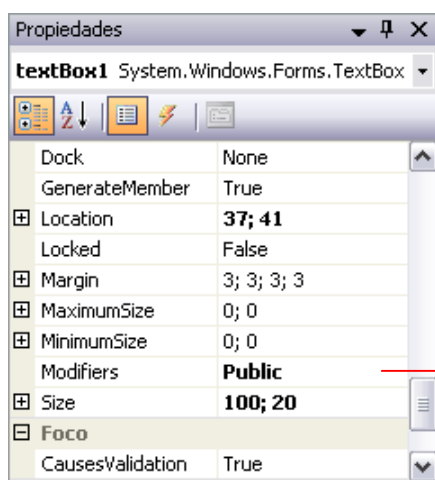 Propiedades
textBox1 System.Windows.Forms.TextBox
A
Z
Dock None
GenerateMember True
Location 37; 41
Locked False
Margin 3; 3; 3; 3
MaximumSize 0; 0
MinimumSize 0; 0
Modifiers Public
Size 100; 20
Foco
CausesValidation True